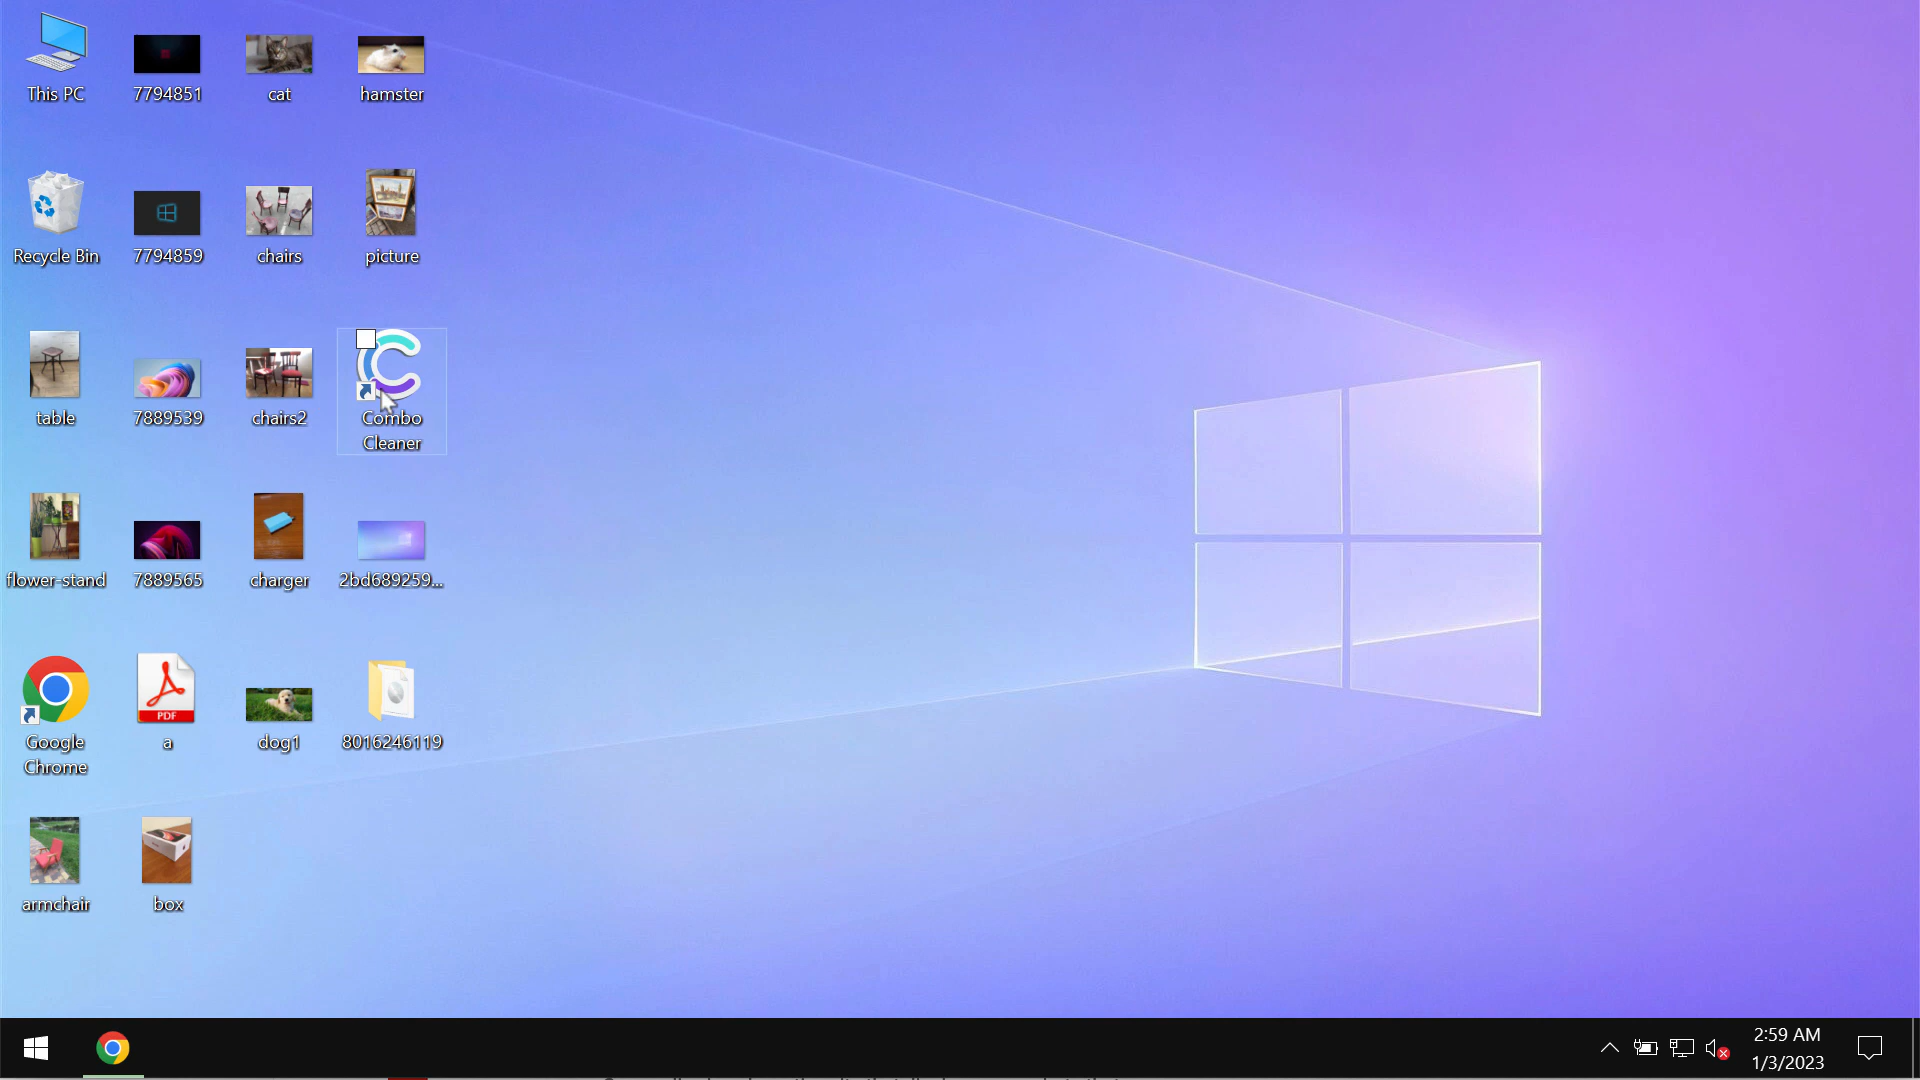 This PC
7794851
cat
hamster
Recycle Bin
7794859
chairs
picture
table
7889539
chairs2
Combo
Cleaner
flower-stand
7889565
charger
2bd689259...
Google
Chrome
PDF
a
dog1
8016246119
armchair
box
2:59 AM
1/3/2023